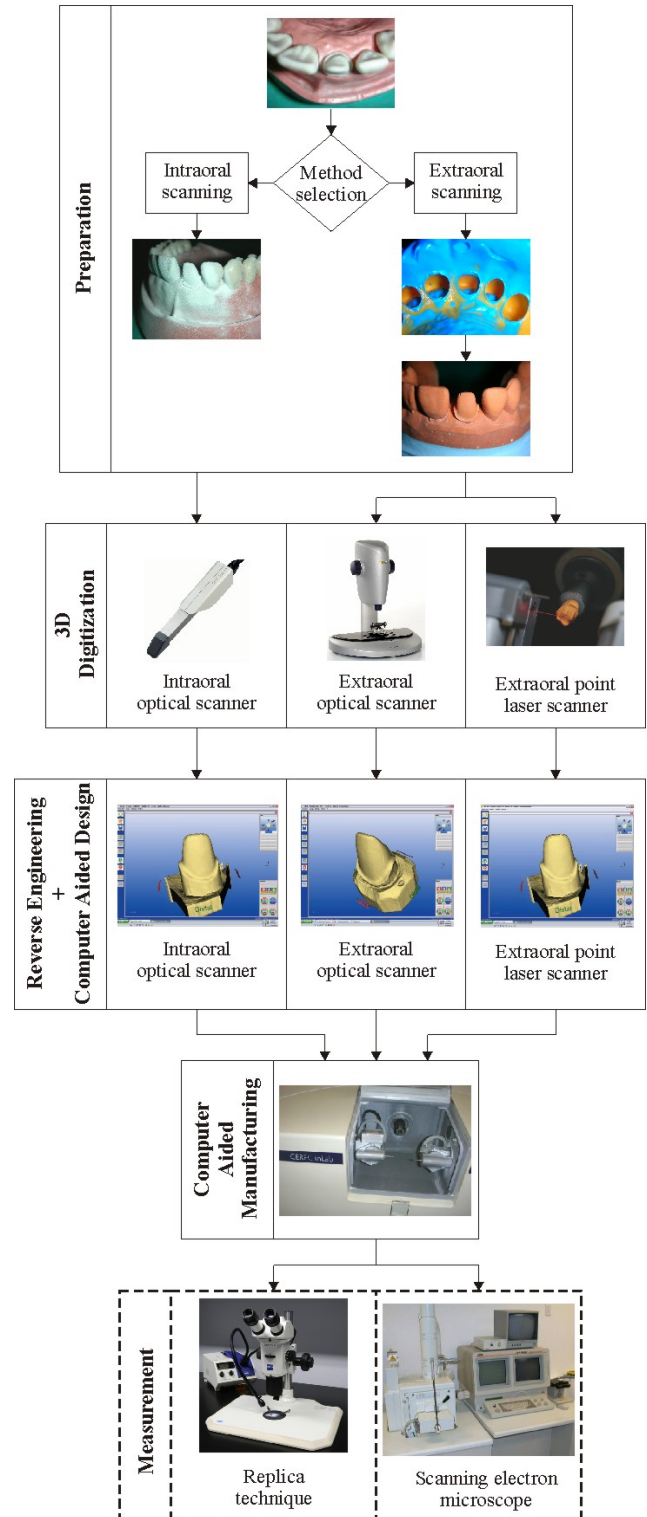 Preparation
Method
selection
Intraoral
scanning
Extraoral
scanning
3D
Digitization
Intraoral
optical scanner
Extraoral
optical scanner
Extraoral point
laser scanner
Reverse Engineering
+
Computer Aided Design
Intraoral
optical scanner
Extraoral
optical scanner
Extraoral point
laser scanner
Computer
Aided
Manufacturing
Measurement
Replica
technique
Scanning electron
microscope